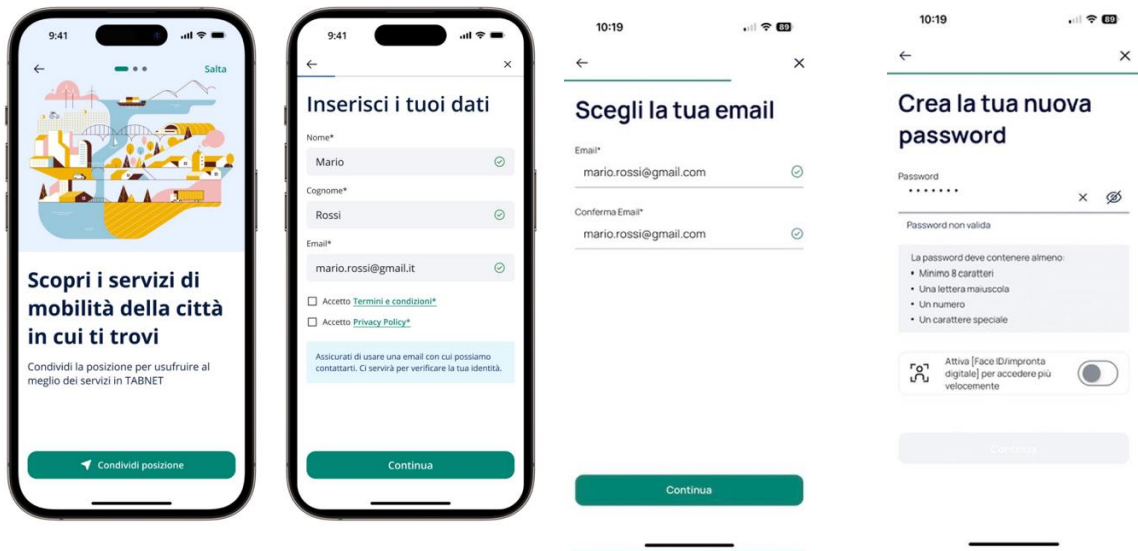 9:41
Salta
Scopri i servizi di
mobilità della città
in cui ti trovi
Condividi la posizione per usufruire al
meglio dei servizi in TABNET
Condividi posizione
9:41
Inserisci i tuoi dati
Nome*
Mario
Cognome*
Rossi
Email*
mario.rossi@gmail.it
Accetto Termini e condizioni*
Accetto Privacy Policy*
Assicurati di usare una email con cui possiamo
contattarti. Ci servirà per verificare la tua identità.
Continua
10:19
89
Scegli la tua email
Email*
mario.rossi@gmail.com
Conferma Email*
mario.rossi@gmail.com
Continua
10:19
89
Crea la tua nuova
password
Password
Password non valida
La password deve contenere almeno:
• Minimo 8 caratteri
• Una lettera maiuscola
• Un numero
• Un carattere speciale
Attiva [Face ID/impronta
digitale] per accedere più
velocemente
Continua